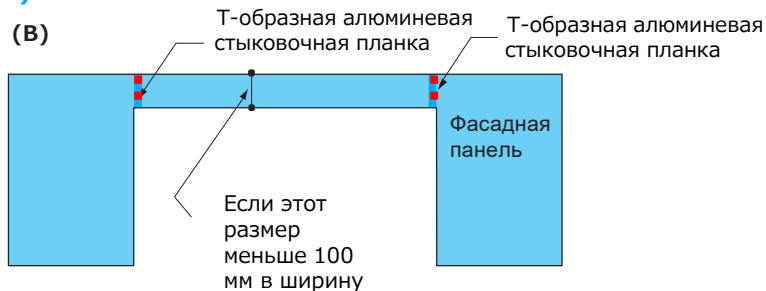 (В)
Т-образная алюминевая
стыковочная планка
Т-образная алюминевая
стыковочная планка
Фасадная
панель
Если этот
размер
меньше 100
мм в ширину